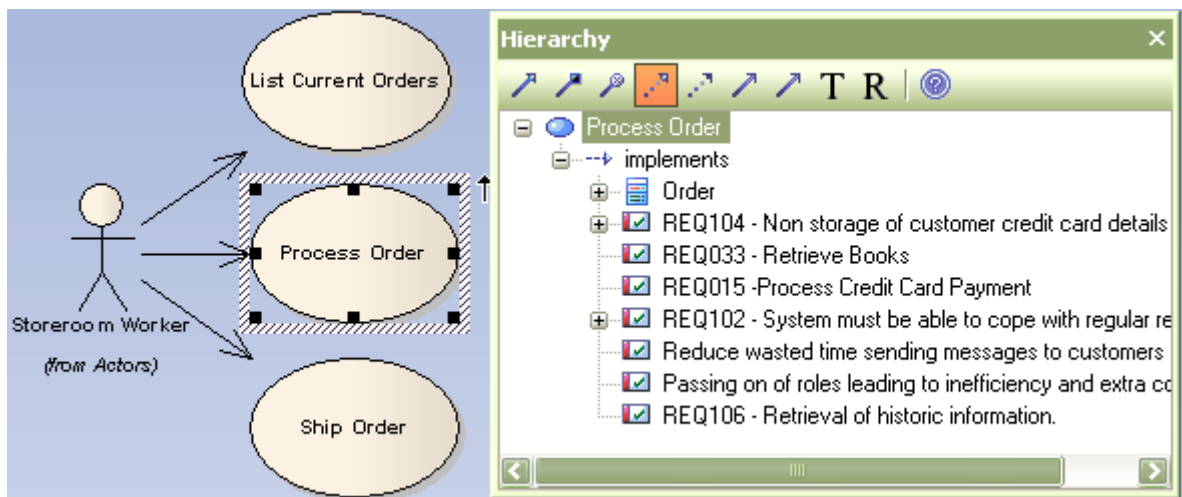 List Current Orders
Process Order
Storeroom Worker
(from Actors)
Ship Order
Hierarchy
T R
Process Order
implements
Order
REQ104 - Non storage of customer credit card details
REQ033 - Retrieve Books
REQ015 -Process Credit Card Payment
REQ102 - System must be able to cope with regular re
Reduce wasted time sending messages to customers
Passing on of roles leading to inefficiency and extra co
REQ106 - Retrieval of historic information.